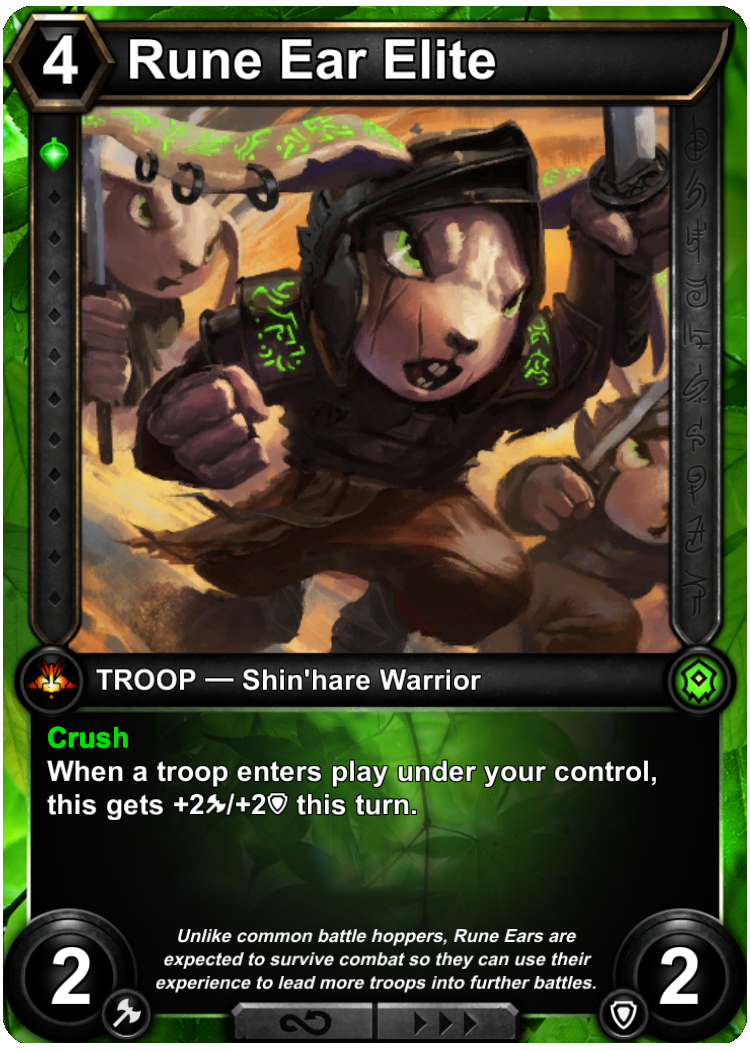 4
Rune Ear Elite
TROOP — Shin'hare Warrior
Crush
When a troop enters play under your control,
this gets +2/+2 this turn.
Unlike common battle hoppers, Rune Ears are
expected to survive combat so they can use their
experience to lead more troops into further battles.
2
2